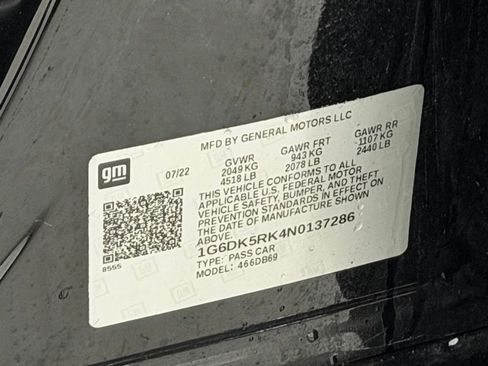 MFD BY GENERAL MOTORS LLC
gm
07/22
GVWR GAWR FRT GAWR RR
2049 KG 943 KG 1107 KG
4518 LB 2078 LB 2440 LB
THIS VEHICLE CONFORMS TO ALL
APPLICABLE U.S. FEDERAL MOTOR
VEHICLE SAFETY, BUMPER, AND THEFT
PREVENTION STANDARDS IN EFFECT ON
THE DATE OF MANUFACTURE SHOWN
ABOVE.
1G6DK5RK4N0137286
TYPE: PASS CAR
MODEL: 466DB69
8555